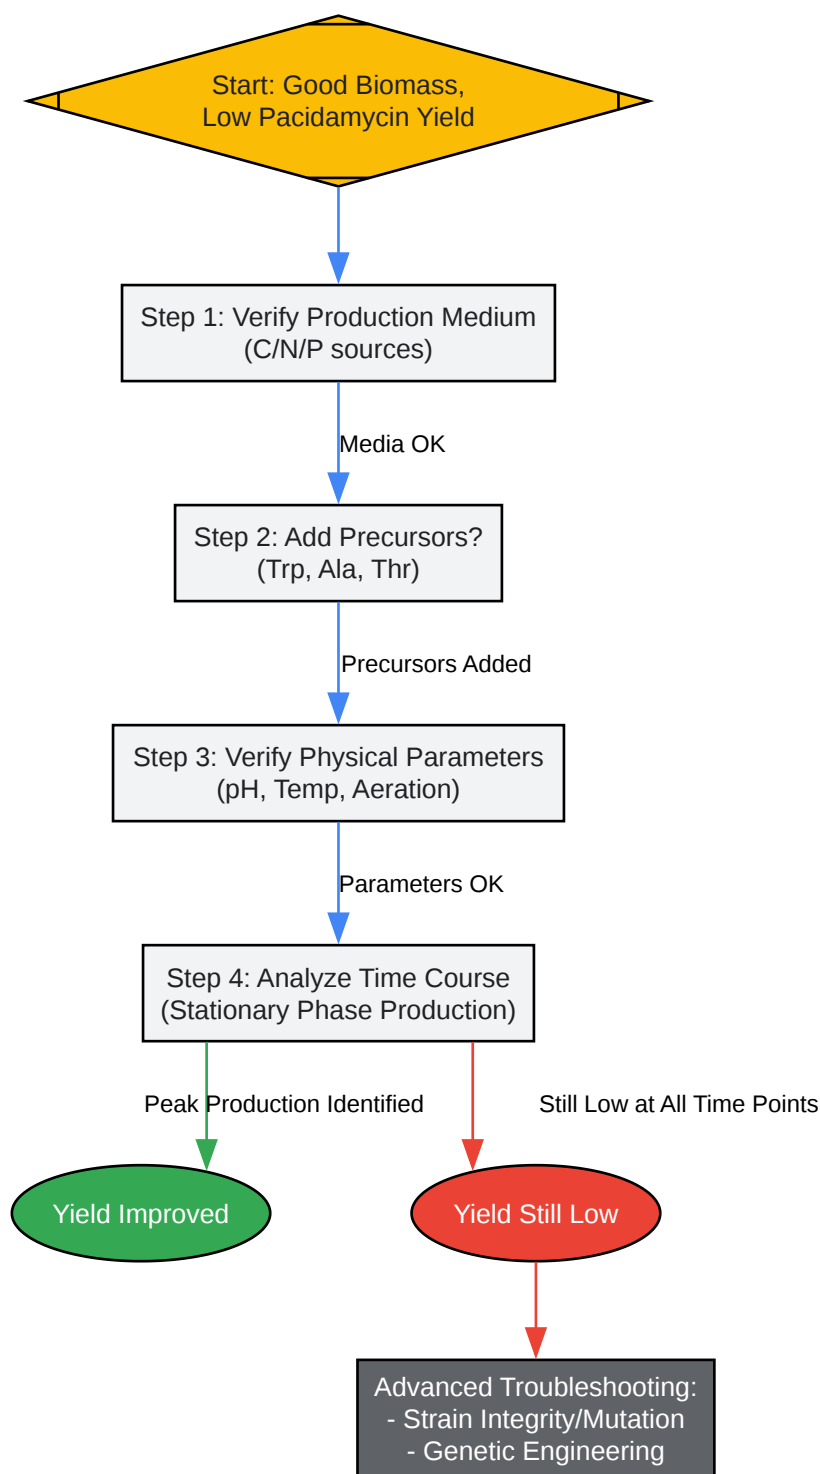 Start: Good Biomass,
Low Pacidamycin Yield
Step 1: Verify Production Medium
(C/N/P sources)
Media OK
Step 2: Add Precursors?
(Trp, Ala, Thr)
Precursors Added
Step 3: Verify Physical Parameters
(pH, Temp, Aeration)
Parameters OK
Step 4: Analyze Time Course
(Stationary Phase Production)
Peak Production Identified
Still Low at All Time Points
Yield Improved
Yield Still Low
Advanced Troubleshooting:
- Strain Integrity/Mutation
- Genetic Engineering